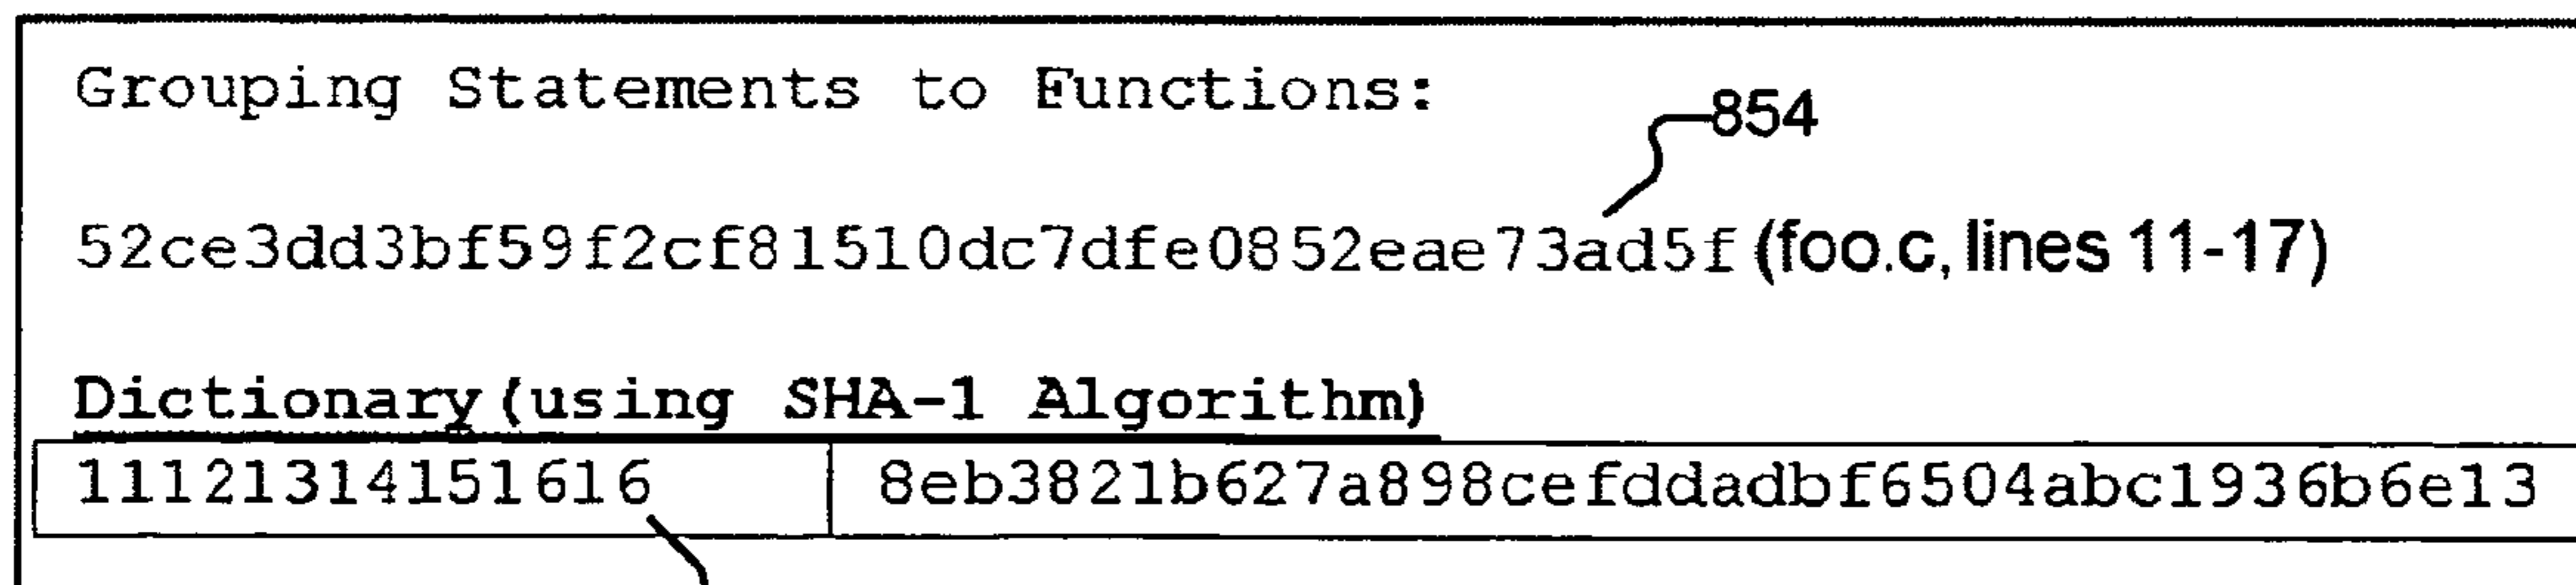 Grouping Statements to Functions:
854
52ce3dd3bf59f2cf81510dc7dfe0852eae73ad5f (foo.c, lines 11-17)
Dictionary (using SHA-1 Algorithm)
11121314151616 8eb3821b627a898cefddadbf6504abc1936b6e13